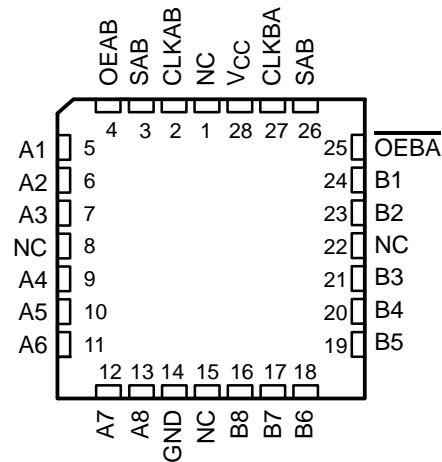 OEAB
SAB
CLKAB
NC
VCC
CLKBA
SAB
4 3 2 1 28 27 26
A1 5 25 OEBA
A2 6 24 B1
A3 7 23 B2
NC 8 22 NC
A4 9 21 B3
A5 10 20 B4
A6 11 19 B5
12 13 14 15 16 17 18
A7
A8
GND
NC
B8
B7
B6